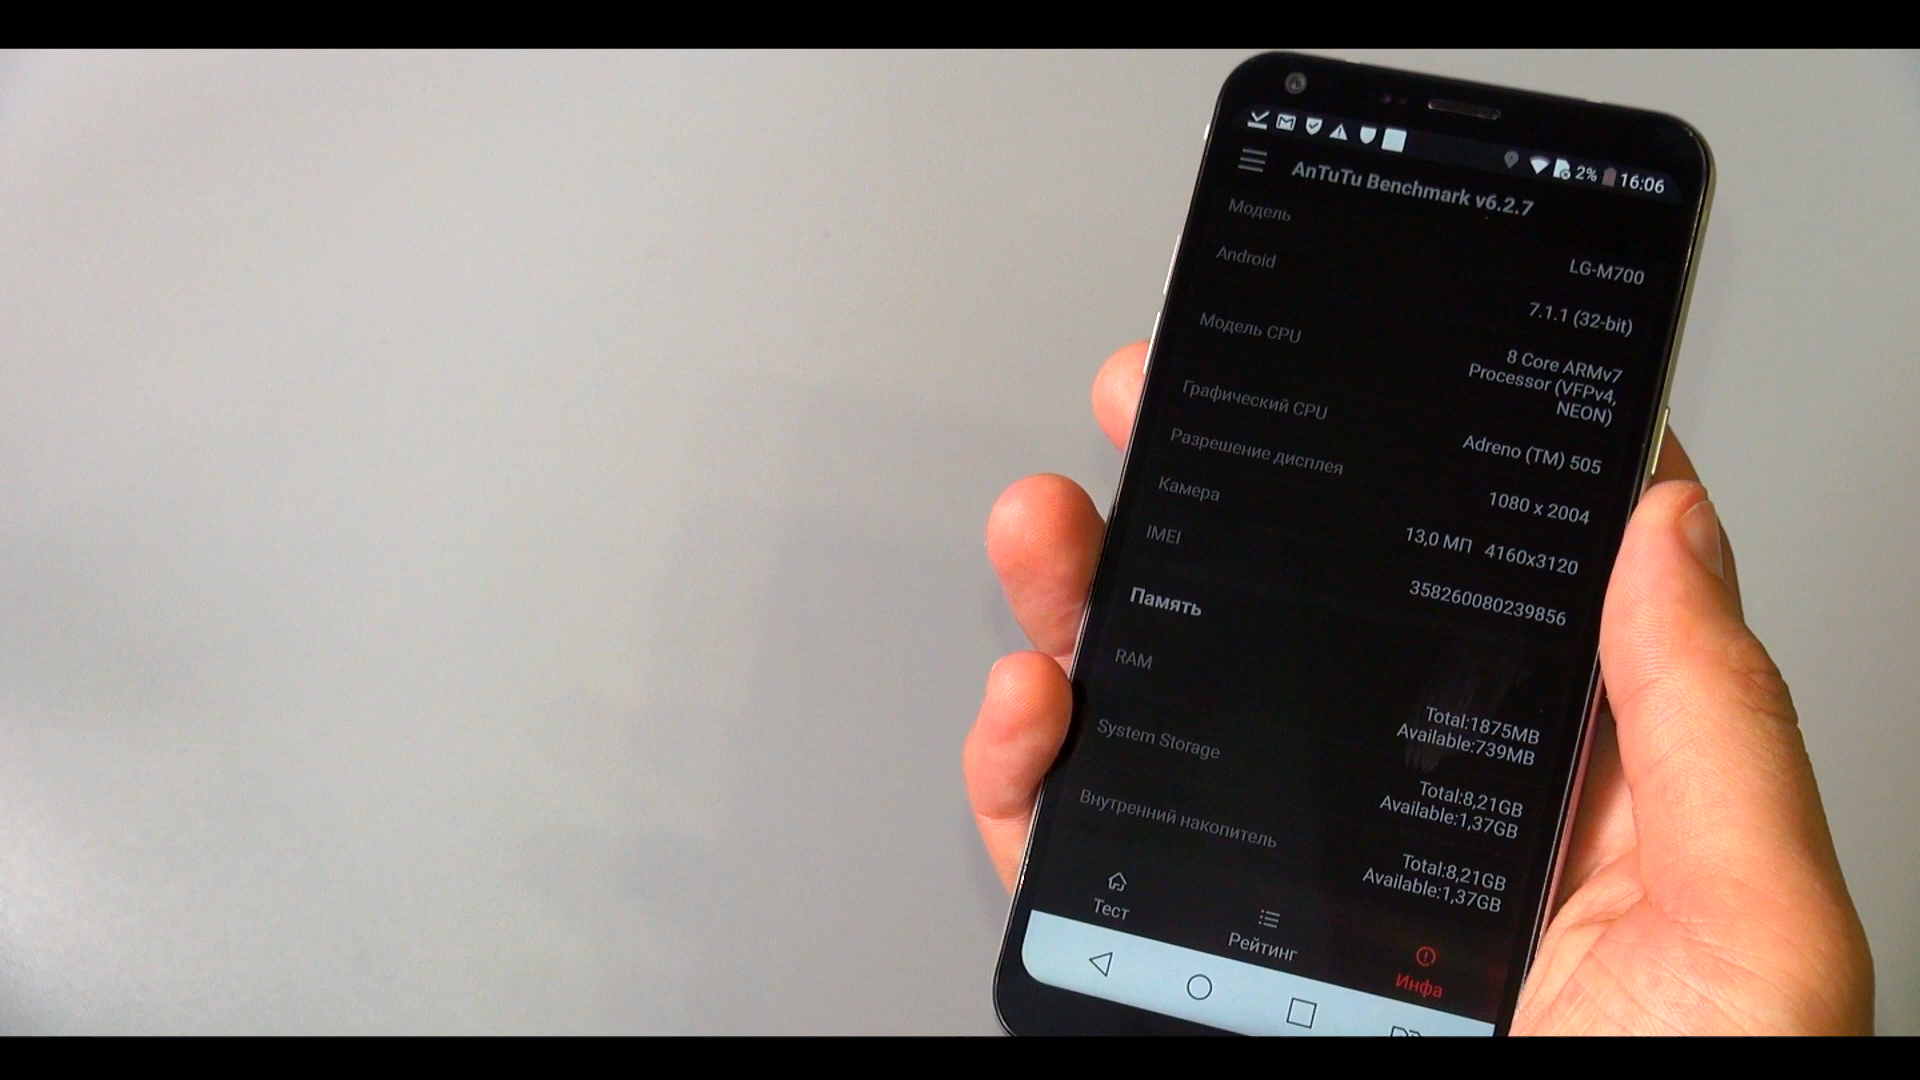 2% 16:06
AnTuTu Benchmark v6.2.7
Модель
LG-M700
Android
7.1.1 (32-bit)
Модель CPU
8 Core ARMv7
Processor (VFPv4,
NEON)
Графический CPU
Adreno (TM) 505
Разрешение дисплея
1080 x 2004
Камера
13,0 МП 4160x3120
IMEI
358260080239856
Память
RAM
Total:1875MB
Available:739MB
System Storage
Total:8,21GB
Available:1,37GB
Внутренний накопитель
Total:8,21GB
Available:1,37GB
Тест
Рейтинг
Инфа